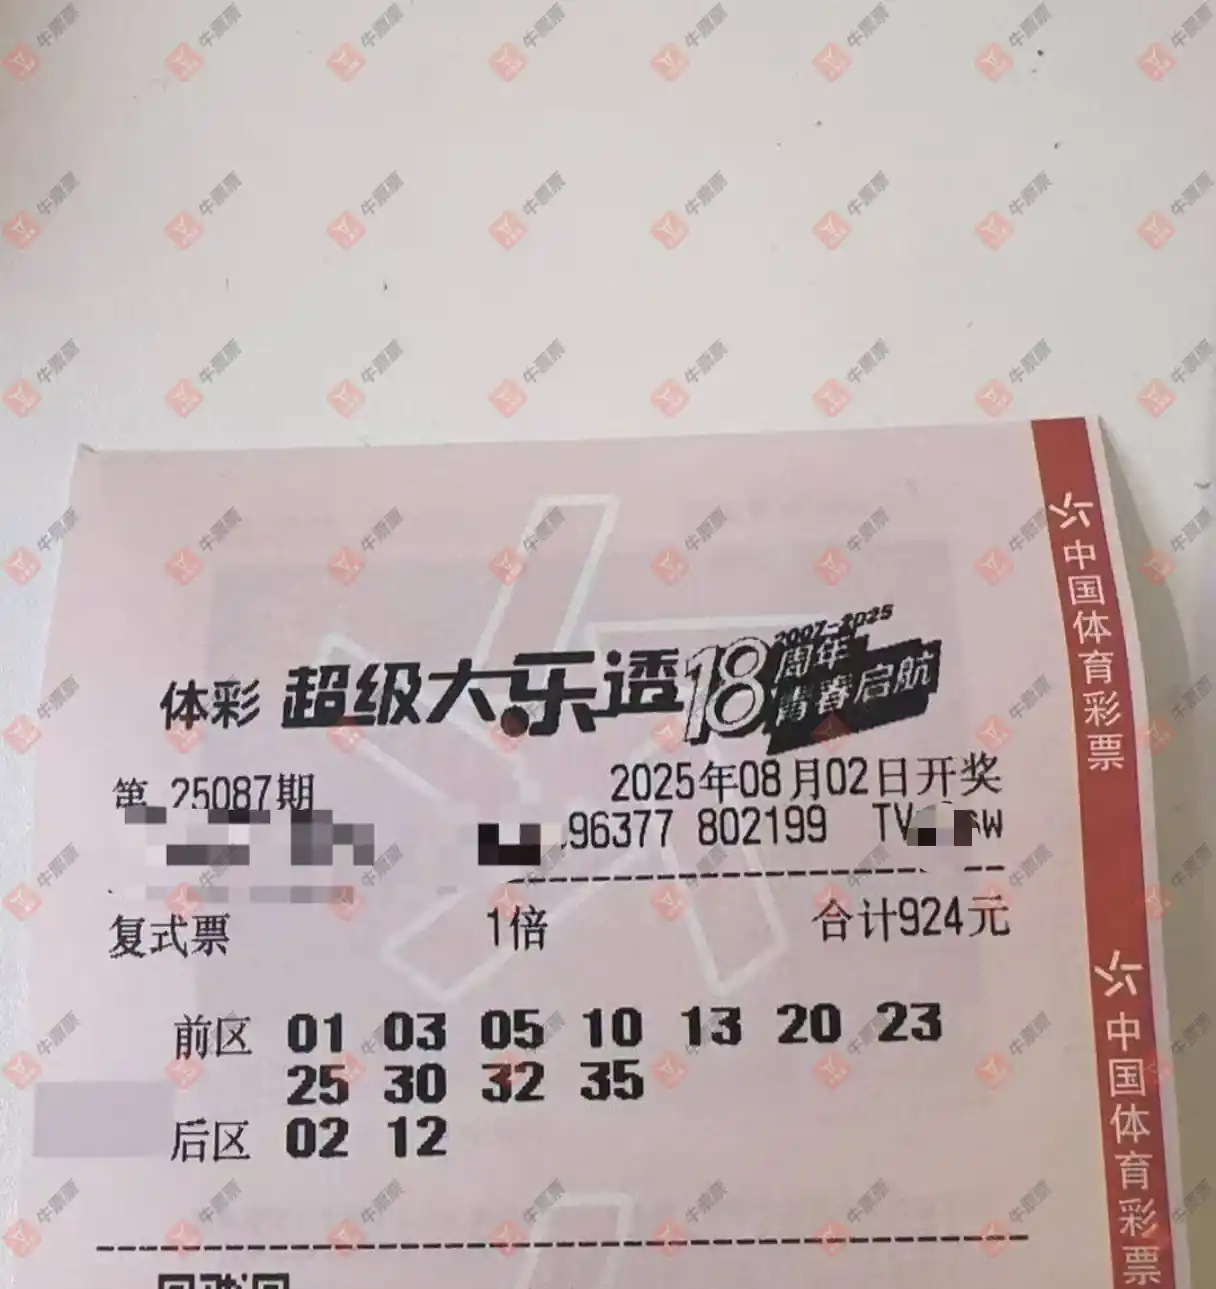 体彩 超级大乐透 18 2007-2025 周年 青春启航
第 25087期 2025年08月02日开奖
96377 802199 TV
复式票 1倍 合计924元
前区 01 03 05 10 13 20 23
25 30 32 35
后区 02 12
中国体育彩票
中国体育彩票
牛票票